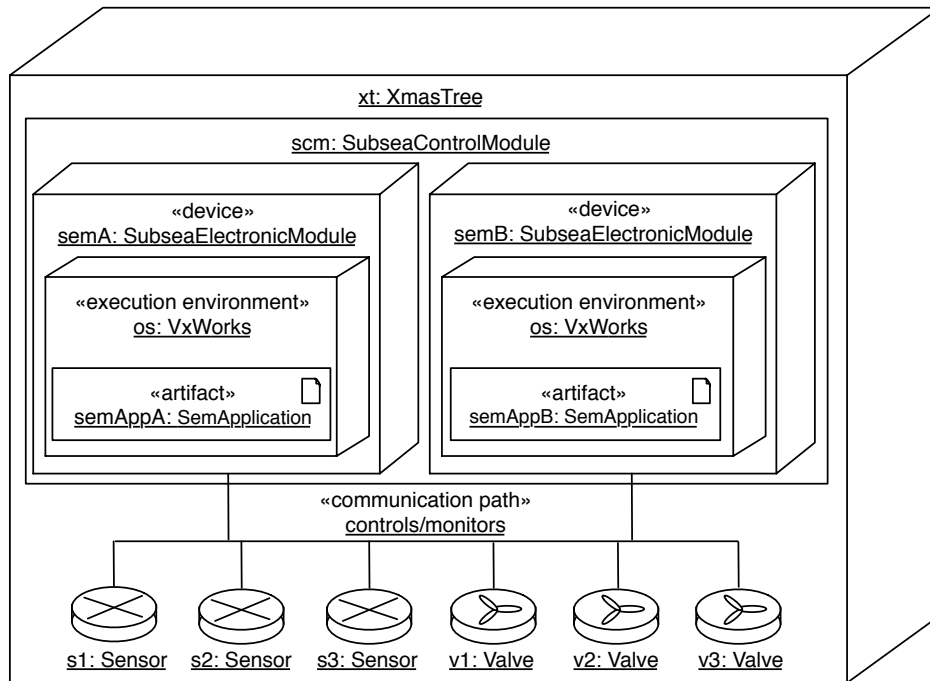 xt: XmasTree
scm: SubseaControlModule
«device»
semA: SubseaElectronicModule
«execution environment»
os: VxWorks
«artifact»
semAppA: SemApplication
«device»
semB: SubseaElectronicModule
«execution environment»
os: VxWorks
«artifact»
semAppB: SemApplication
«communication path»
controls/monitors
s1: Sensor
s2: Sensor
s3: Sensor
v1: Valve
v2: Valve
v3: Valve